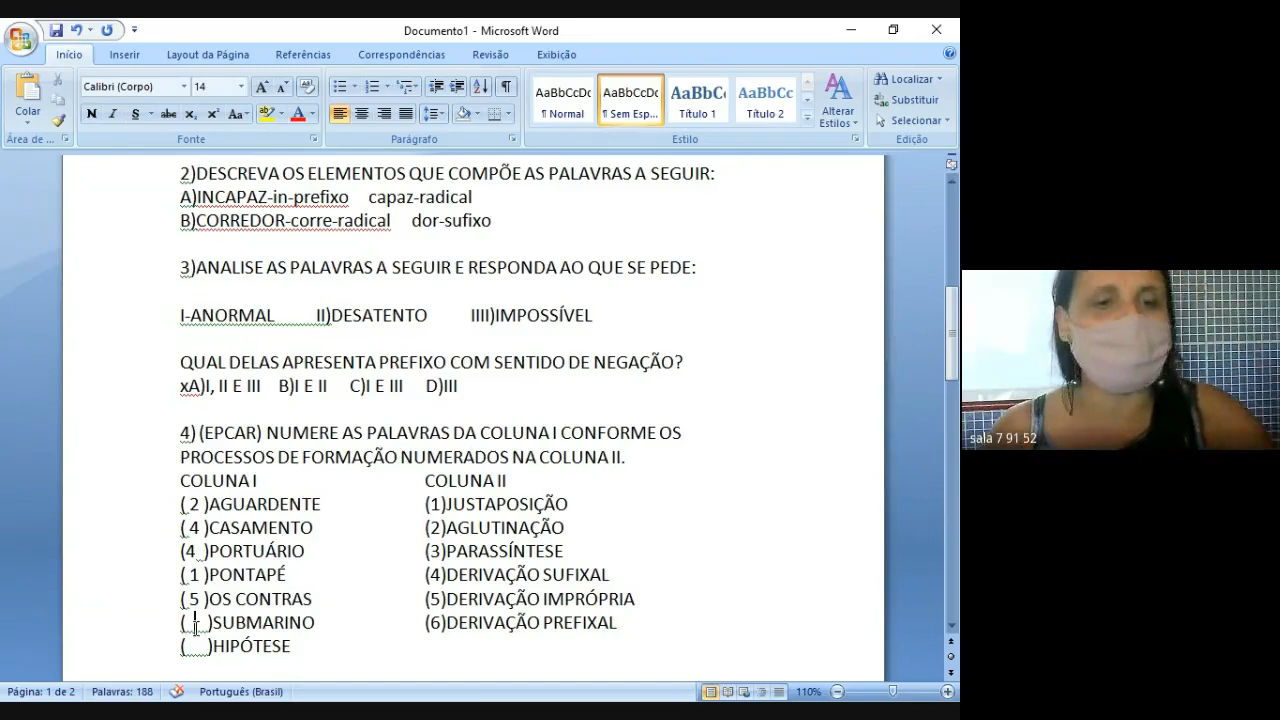 Documento1 - Microsoft Word
Início Inserir Layout da Página Referências Correspondências Revisão Exibição
Calibri (Corpo) 14 AaBbCcDc AaBbCcDc AaBbC AaBbCc Localizar
Colar N I S abe X₂ X² Aa A ¶ Normal ¶ Sem Esp... Título 1 Título 2 Alterar Estilos Substituir
Selecionar
Área de... Fonte Parágrafo Estilo Edição
2)DESCREVA OS ELEMENTOS QUE COMPÕE AS PALAVRAS A SEGUIR:
A)INCAPAZ-in-prefixo capaz-radical
B)CORREDOR-corre-radical dor-sufixo
3)ANALISE AS PALAVRAS A SEGUIR E RESPONDA AO QUE SE PEDE:
I-ANORMAL II)DESATENTO IIII)IMPOSSÍVEL
QUAL DELAS APRESENTA PREFIXO COM SENTIDO DE NEGAÇÃO?
xA)I, II E III B)I E II C)I E III D)III
4) (EPCAR) NUMERE AS PALAVRAS DA COLUNA I CONFORME OS
PROCESSOS DE FORMAÇÃO NUMERADOS NA COLUNA II.
COLUNA I COLUNA II
( 2 )AGUARDENTE (1)JUSTAPOSIÇÃO
( 4 )CASAMENTO (2)AGLUTINAÇÃO
(4 )PORTUÁRIO (3)PARASSÍNTESE
( 1 )PONTAPÉ (4)DERIVAÇÃO SUFIXAL
( 5 )OS CONTRAS (5)DERIVAÇÃO IMPRÓPRIA
( )SUBMARINO (6)DERIVAÇÃO PREFIXAL
( )HIPÓTESE
Página: 1 de 2 Palavras: 188 Português (Brasil) 110%
sala 7 91 52